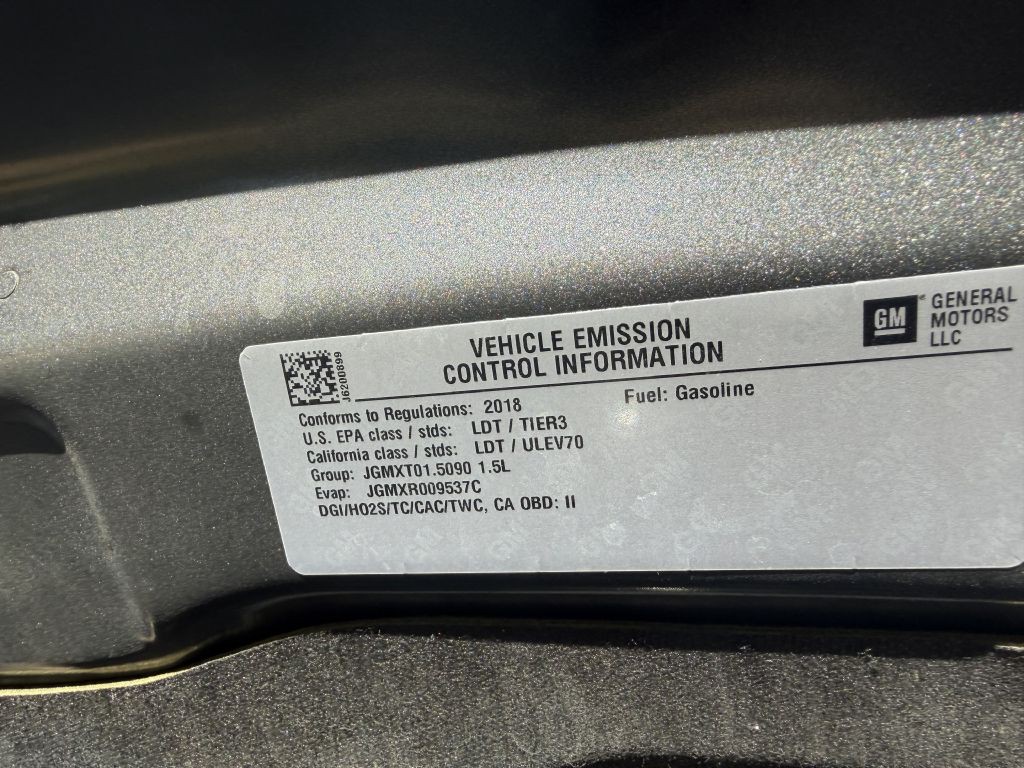 VEHICLE EMISSION
CONTROL INFORMATION
GM
GENERAL
MOTORS
LLC
J6200899
Conforms to Regulations: 2018
Fuel: Gasoline
U.S. EPA class / stds: LDT / TIER3
California class / stds: LDT / ULEV70
Group: JGMXT01.5090 1.5L
Evap: JGMXR009537C
DGI/HO2S/TC/CAC/TWC, CA OBD: II